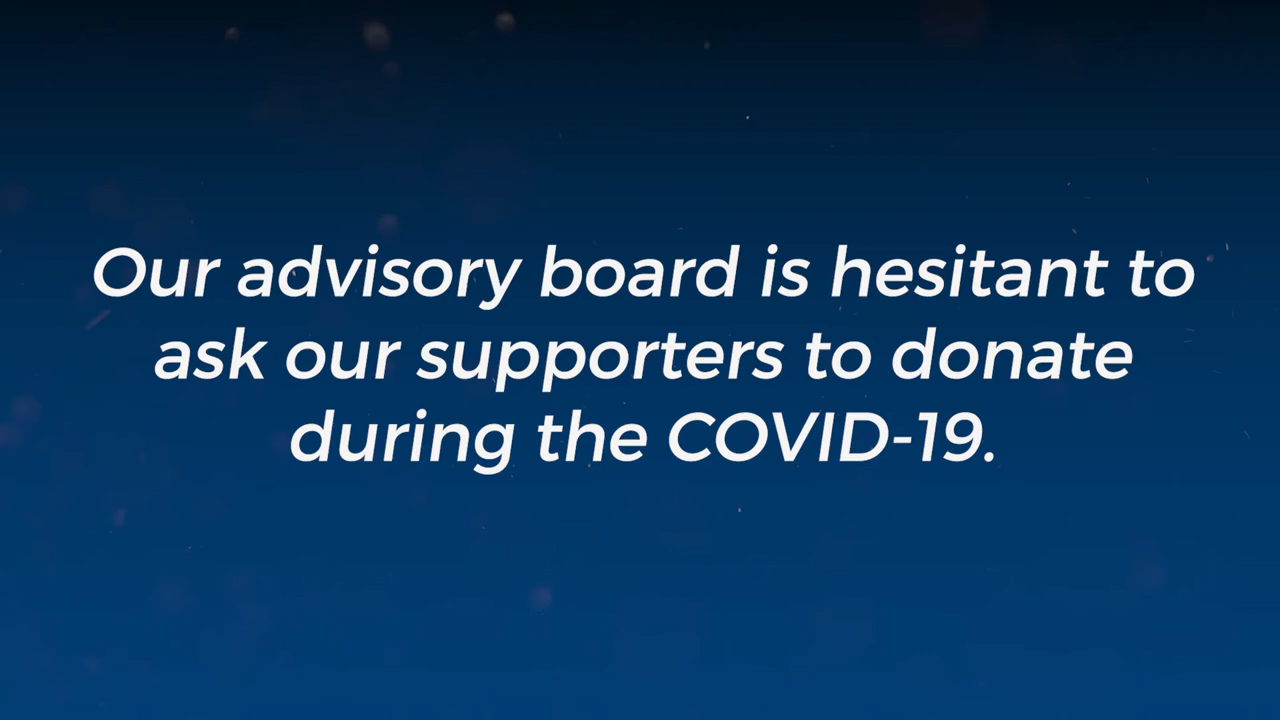 Our advisory board is hesitant to
ask our supporters to donate
during the COVID-19.